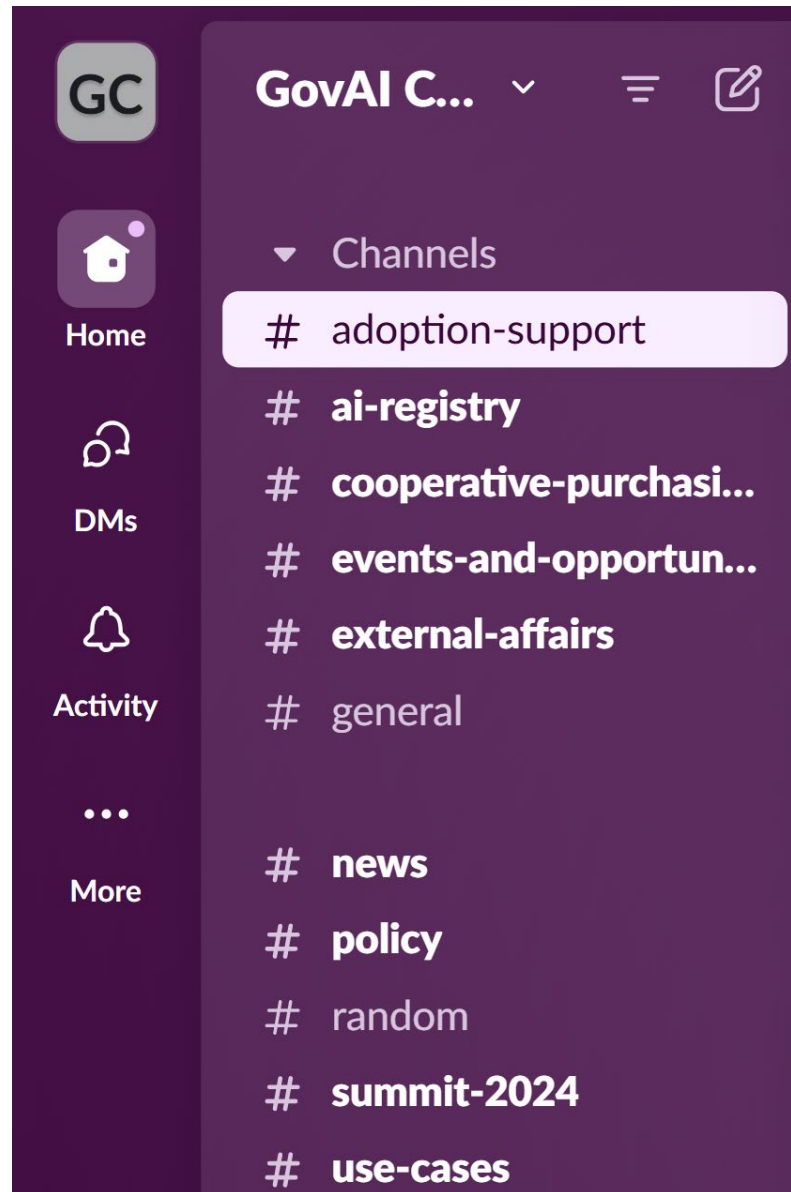 GC
GovAI C...
Home
DMs
Activity
More
Channels
# adoption-support
# ai-registry
# cooperative-purchasi...
# events-and-opportun...
# external-affairs
# general
# news
# policy
# random
# summit-2024
# use-cases